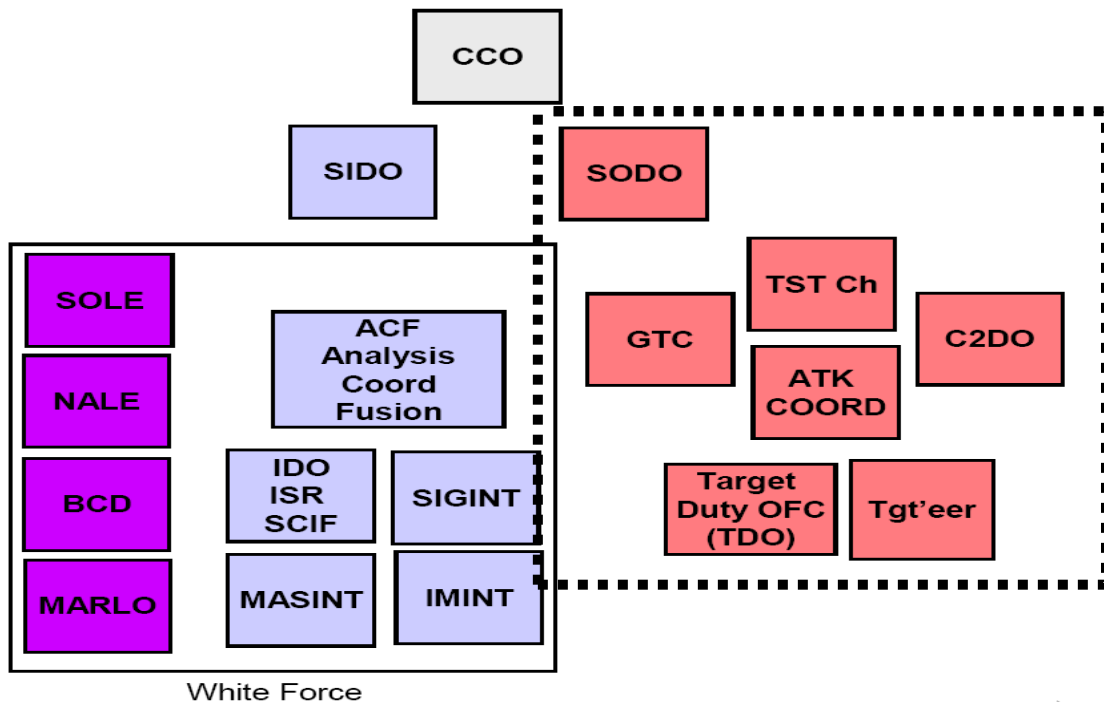 CCO
SIDO
SODO
SOLE
NALE
BCD
MARLO
ACF
Analysis
Coord
Fusion
IDO
ISR
SCIF
SIGINT
MASINT
IMINT
TST Ch
GTC
C2DO
ATK
COORD
Target
Duty OFC
(TDO)
Tgt'eer
White Force